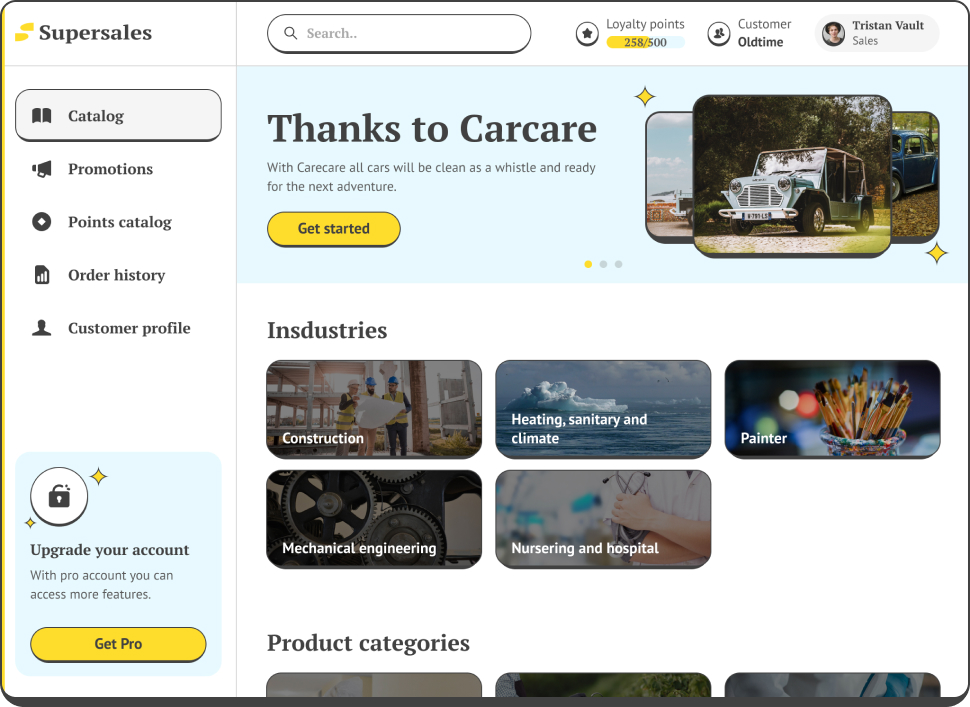 Supersales
Search..
Loyalty points
258/500
Customer
Oldtime
Tristan Vault
Sales
Catalog
Promotions
Points catalog
Order history
Customer profile
Upgrade your account
With pro account you can
access more features.
Get Pro
Thanks to Carcare
With Carecare all cars will be clean as a whistle and ready
for the next adventure.
Get started
Insdustries
Construction
Heating, sanitary and
climate
Painter
Mechanical engineering
Nursering and hospital
Product categories